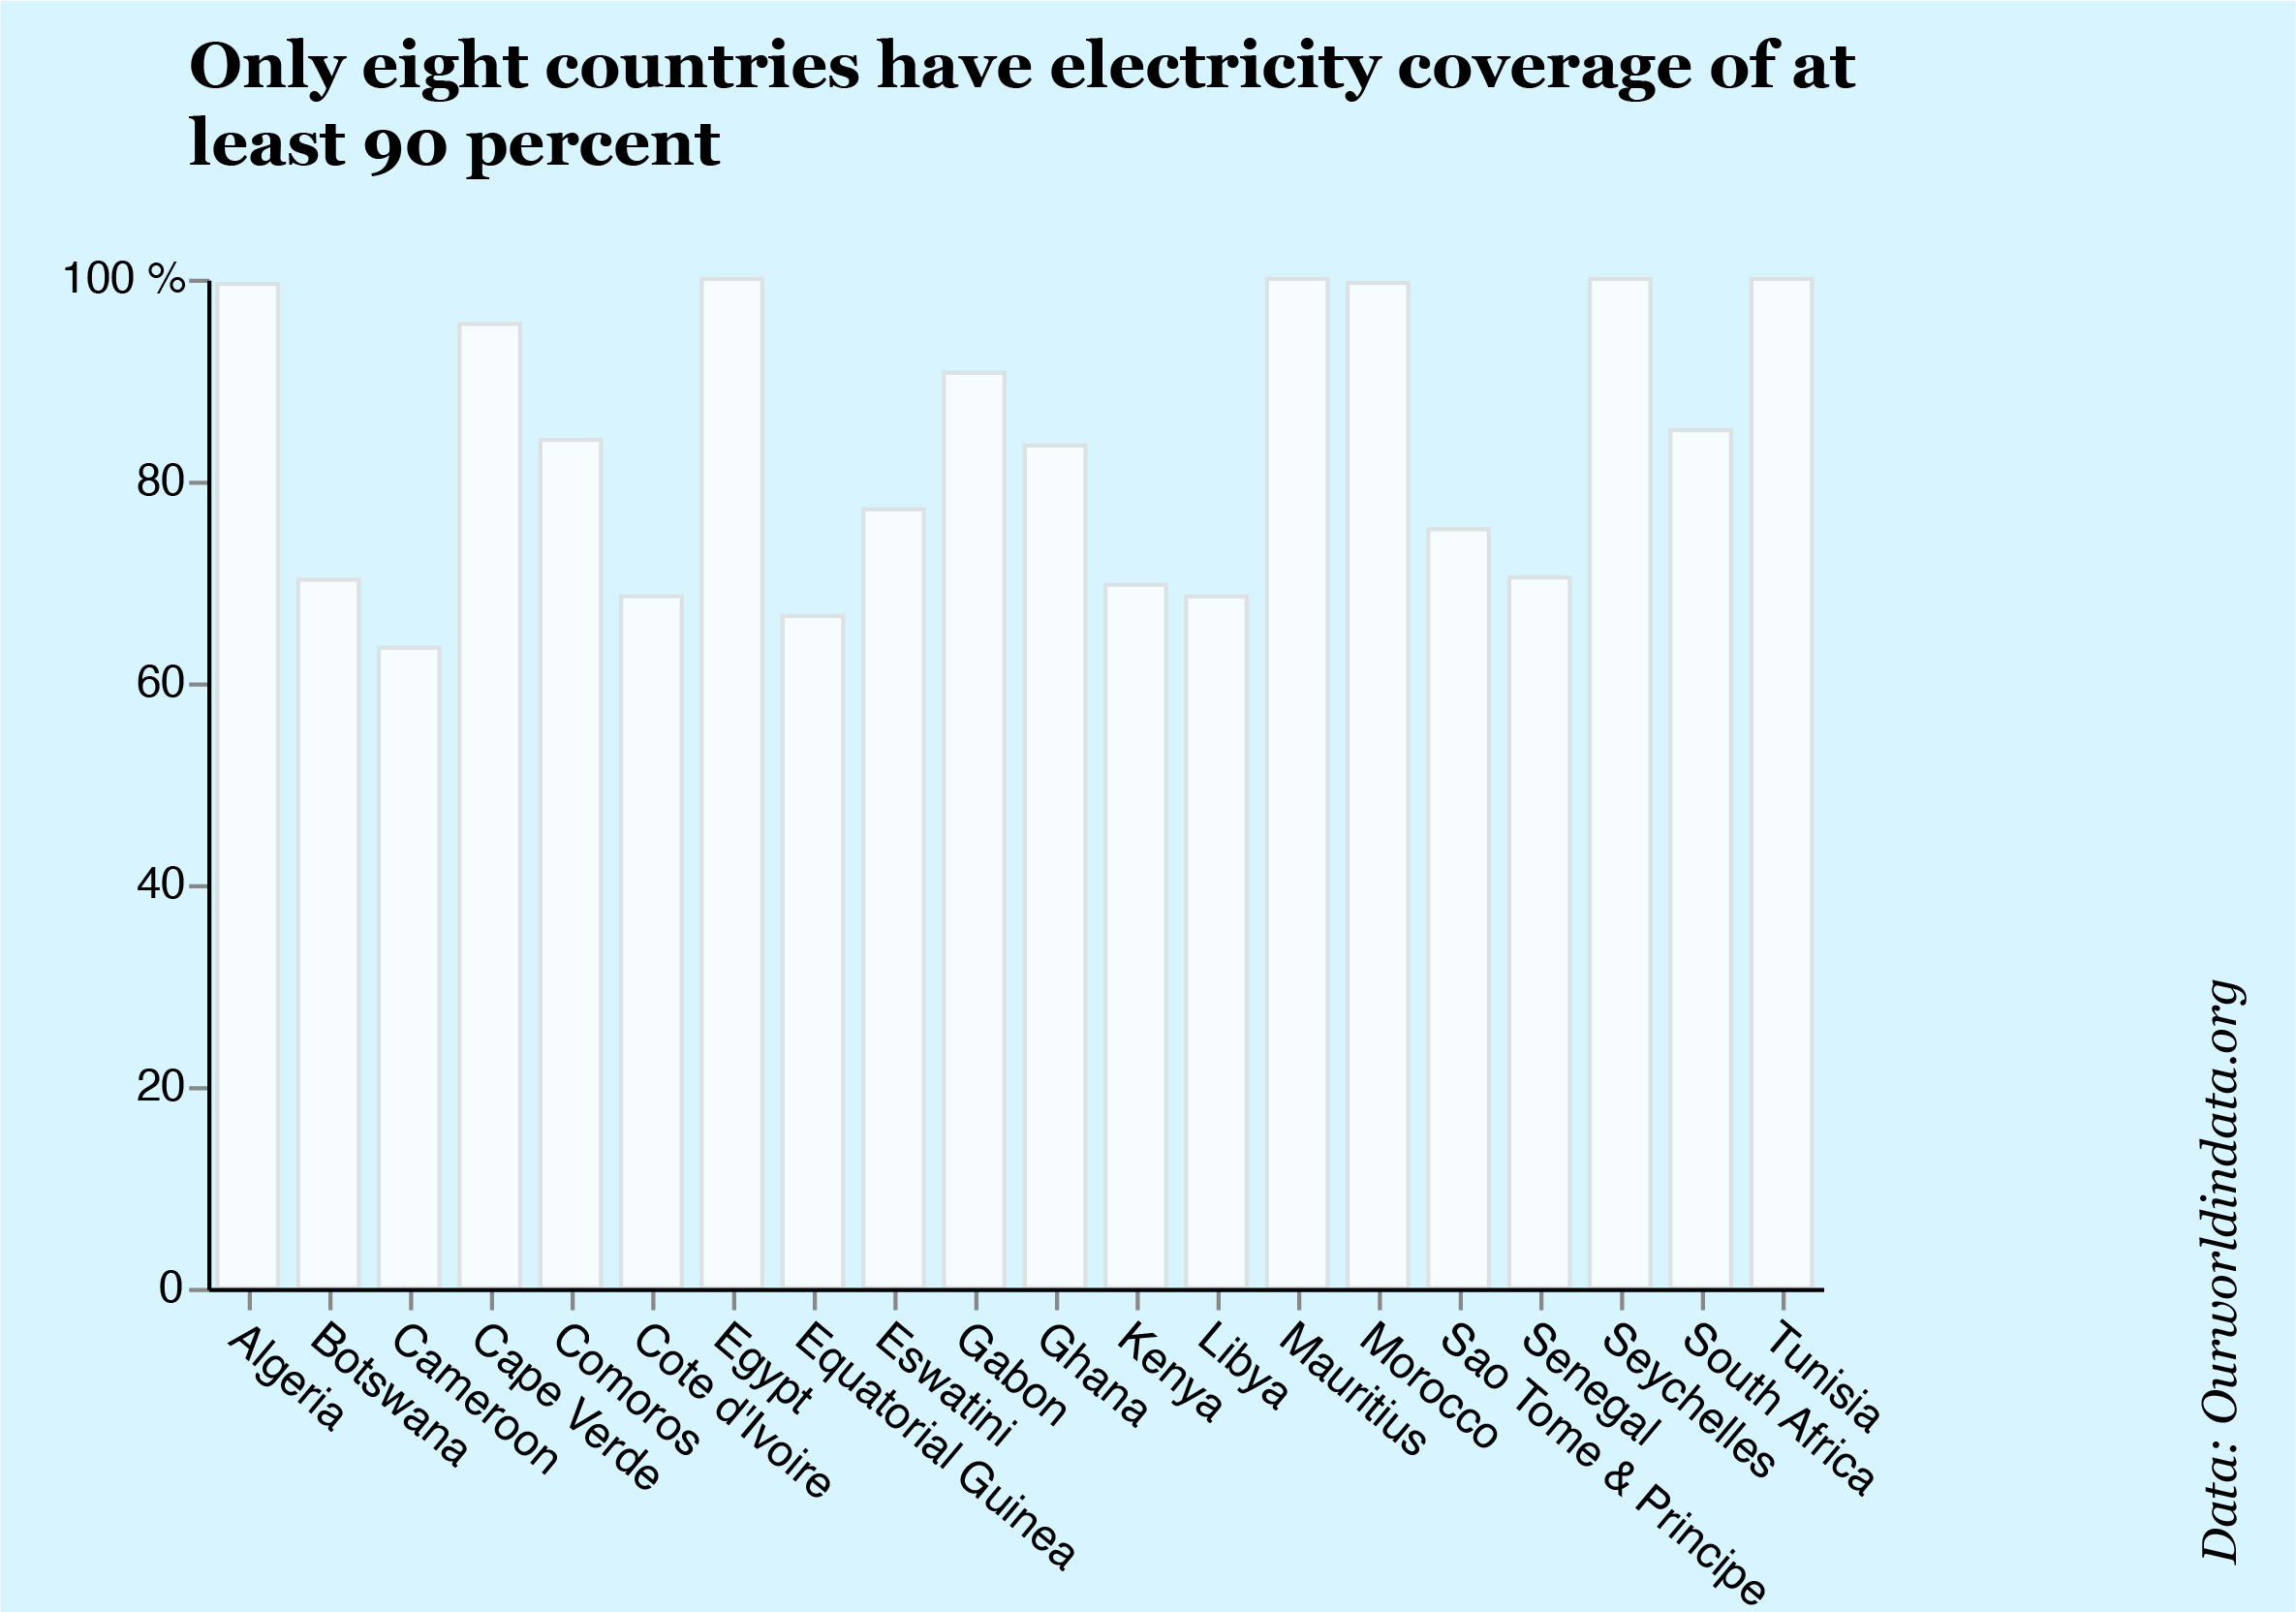 Only eight countries have electricity coverage of at
least 90 percent
100 %
80
60
40
20
0
Algeria
Botswana
Cameroon
Cape Verde
Comoros
Cote d'Ivoire
Egypt
Equatorial Guinea
Eswatini
Gabon
Ghana
Kenya
Libya
Mauritius
Morocco
Sao Tome & Principe
Senegal
Seychelles
South Africa
Tunisia
Data: Ourworldindata.org